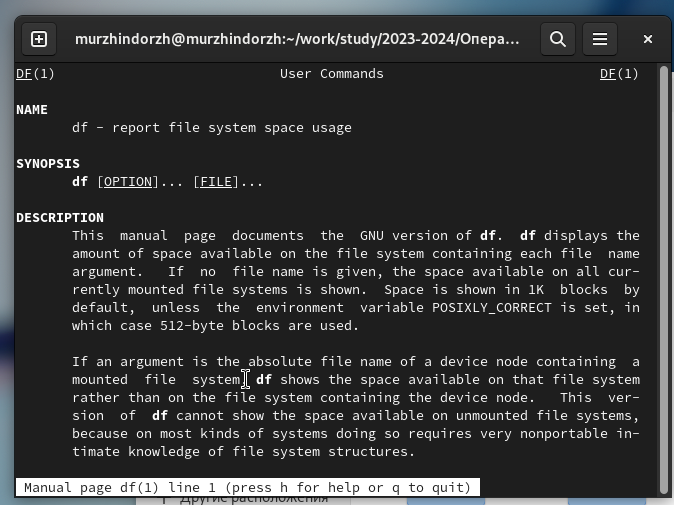 murzhindorzh@murzhindorzh:~/work/study/2023-2024/Опера...
DF(1) User Commands DF(1)
NAME
df - report file system space usage
SYNOPSIS
df [OPTION]... [FILE]...
DESCRIPTION
This manual page documents the GNU version of df. df displays the
amount of space available on the file system containing each file name
argument. If no file name is given, the space available on all cur-
rently mounted file systems is shown. Space is shown in 1K blocks by
default, unless the environment variable POSIXLY_CORRECT is set, in
which case 512-byte blocks are used.
If an argument is the absolute file name of a device node containing a
mounted file system, df shows the space available on that file system
rather than on the file system containing the device node. This ver-
sion of df cannot show the space available on unmounted file systems,
because on most kinds of systems doing so requires very nonportable in-
timate knowledge of file system structures.
Manual page df(1) line 1 (press h for help or q to quit)
Другие расположения